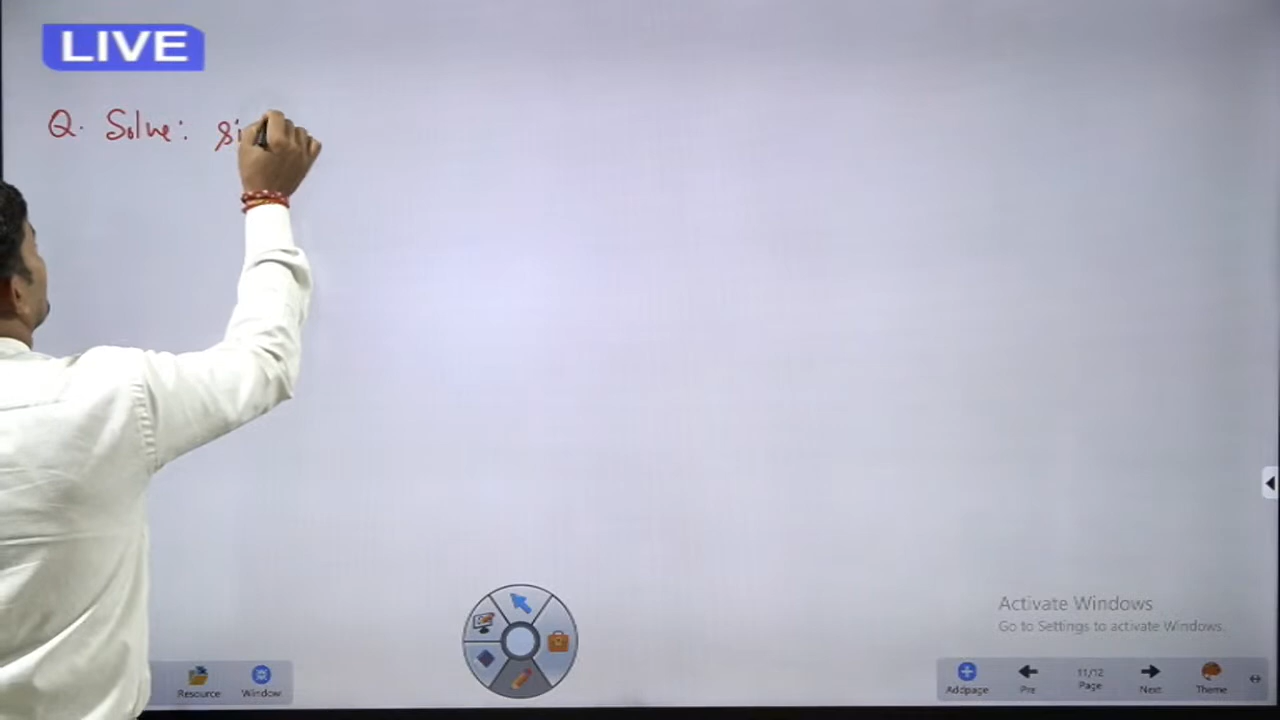 LIVE
Q. Solve: si
Activate Windows
Go to Settings to activate Windows.
Resource Window
Addpage Pre 11/12 Page Next Theme